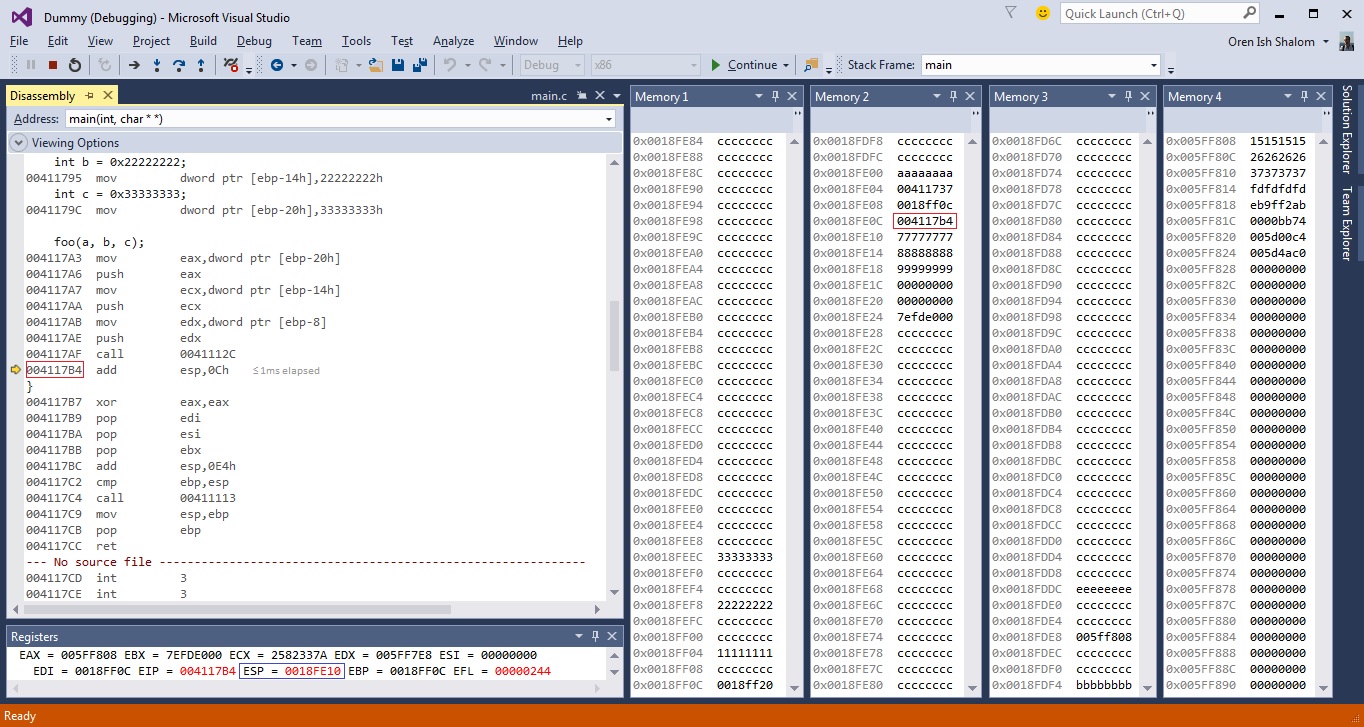 Dummy (Debugging) - Microsoft Visual Studio
Quick Launch (Ctrl+Q)
File Edit View Project Build Debug Team Tools Test Analyze Window Help
Oren Ish Shalom
Debug x86 Continue Stack Frame: main
Disassembly main.c
Address: main(int, char * *)
Viewing Options
int b = 0x22222222;
00411795 mov dword ptr [ebp-14h],22222222h
int c = 0x33333333;
0041179C mov dword ptr [ebp-20h],33333333h
foo(a, b, c);
004117A3 mov eax,dword ptr [ebp-20h]
004117A6 push eax
004117A7 mov ecx,dword ptr [ebp-14h]
004117AA push ecx
004117AB mov edx,dword ptr [ebp-8]
004117AE push edx
004117AF call 0041112C
004117B4 add esp,0Ch ≤1ms elapsed
}
004117B7 xor eax,eax
004117B9 pop edi
004117BA pop esi
004117BB pop ebx
004117BC add esp,0E4h
004117C2 cmp ebp,esp
004117C4 call 00411113
004117C9 mov esp,ebp
004117CB pop ebp
004117CC ret
--- No source file -----------------------------------------------------------
004117CD int 3
004117CE int 3
Registers
EAX = 005FF808 EBX = 7EFDE000 ECX = 2582337A EDX = 005FF7E8 ESI = 00000000
EDI = 0018FF0C EIP = 004117B4 ESP = 0018FE10 EBP = 0018FF0C EFL = 00000244
Memory 1
0x0018FE84 cccccccc
0x0018FE88 cccccccc
0x0018FE8C cccccccc
0x0018FE90 cccccccc
0x0018FE94 cccccccc
0x0018FE98 cccccccc
0x0018FE9C cccccccc
0x0018FEA0 cccccccc
0x0018FEA4 cccccccc
0x0018FEA8 cccccccc
0x0018FEAC cccccccc
0x0018FEB0 cccccccc
0x0018FEB4 cccccccc
0x0018FEB8 cccccccc
0x0018FEBC cccccccc
0x0018FEC0 cccccccc
0x0018FEC4 cccccccc
0x0018FEC8 cccccccc
0x0018FECC cccccccc
0x0018FED0 cccccccc
0x0018FED4 cccccccc
0x0018FED8 cccccccc
0x0018FEDC cccccccc
0x0018FEE0 cccccccc
0x0018FEE4 cccccccc
0x0018FEE8 cccccccc
0x0018FEEC 33333333
0x0018FEF0 cccccccc
0x0018FEF4 cccccccc
0x0018FEF8 22222222
0x0018FEFC cccccccc
0x0018FF00 cccccccc
0x0018FF04 11111111
0x0018FF08 cccccccc
0x0018FF0C 0018ff20
Memory 2
0x0018FDF8 cccccccc
0x0018FDFC cccccccc
0x0018FE00 aaaaaaaa
0x0018FE04 00411737
0x0018FE08 0018ff0c
0x0018FE0C 004117b4
0x0018FE10 77777777
0x0018FE14 88888888
0x0018FE18 99999999
0x0018FE1C 00000000
0x0018FE20 00000000
0x0018FE24 7efde000
0x0018FE28 cccccccc
0x0018FE2C cccccccc
0x0018FE30 cccccccc
0x0018FE34 cccccccc
0x0018FE38 cccccccc
0x0018FE3C cccccccc
0x0018FE40 cccccccc
0x0018FE44 cccccccc
0x0018FE48 cccccccc
0x0018FE4C cccccccc
0x0018FE50 cccccccc
0x0018FE54 cccccccc
0x0018FE58 cccccccc
0x0018FE5C cccccccc
0x0018FE60 cccccccc
0x0018FE64 cccccccc
0x0018FE68 cccccccc
0x0018FE6C cccccccc
0x0018FE70 cccccccc
0x0018FE74 cccccccc
0x0018FE78 cccccccc
0x0018FE7C cccccccc
0x0018FE80 cccccccc
Memory 3
0x0018FD6C cccccccc
0x0018FD70 cccccccc
0x0018FD74 cccccccc
0x0018FD78 cccccccc
0x0018FD7C cccccccc
0x0018FD80 cccccccc
0x0018FD84 cccccccc
0x0018FD88 cccccccc
0x0018FD8C cccccccc
0x0018FD90 cccccccc
0x0018FD94 cccccccc
0x0018FD98 cccccccc
0x0018FD9C cccccccc
0x0018FDA0 cccccccc
0x0018FDA4 cccccccc
0x0018FDA8 cccccccc
0x0018FDAC cccccccc
0x0018FDB0 cccccccc
0x0018FDB4 cccccccc
0x0018FDB8 cccccccc
0x0018FDBC cccccccc
0x0018FDC0 cccccccc
0x0018FDC4 cccccccc
0x0018FDC8 cccccccc
0x0018FDCC cccccccc
0x0018FDD0 cccccccc
0x0018FDD4 cccccccc
0x0018FDD8 cccccccc
0x0018FDDC eeeeeeee
0x0018FDE0 cccccccc
0x0018FDE4 cccccccc
0x0018FDE8 005ff808
0x0018FDEC cccccccc
0x0018FDF0 cccccccc
0x0018FDF4 bbbbbbbb
Memory 4
0x005FF808 15151515
0x005FF80C 26262626
0x005FF810 37373737
0x005FF814 fdfdfdfd
0x005FF818 eb9ff2ab
0x005FF81C 0000bb74
0x005FF820 005d00c4
0x005FF824 005d4ac0
0x005FF828 00000000
0x005FF82C 00000000
0x005FF830 00000000
0x005FF834 00000000
0x005FF838 00000000
0x005FF83C 00000000
0x005FF840 00000000
0x005FF844 00000000
0x005FF848 00000000
0x005FF84C 00000000
0x005FF850 00000000
0x005FF854 00000000
0x005FF858 00000000
0x005FF85C 00000000
0x005FF860 00000000
0x005FF864 00000000
0x005FF868 00000000
0x005FF86C 00000000
0x005FF870 00000000
0x005FF874 00000000
0x005FF878 00000000
0x005FF87C 00000000
0x005FF880 00000000
0x005FF884 00000000
0x005FF888 00000000
0x005FF88C 00000000
0x005FF890 00000000
Solution Explorer
Team Explorer
Ready